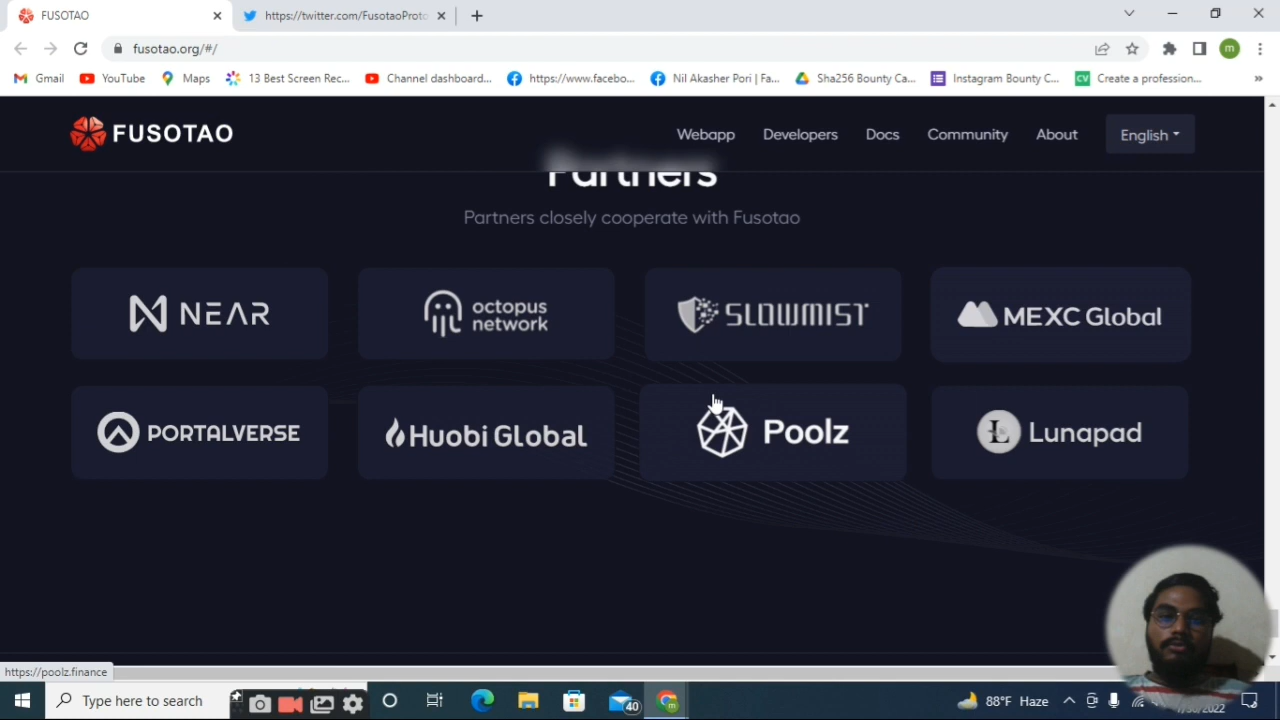 FUSOTAO
https://twitter.com/FusotaoProto
fusotao.org/#/
m
Gmail
YouTube
Maps
13 Best Screen Rec...
Channel dashboard...
https://www.facebo...
Nil Akasher Pori | Fa...
Sha256 Bounty Ca...
Instagram Bounty C...
CV
Create a profession...
»
FUSOTAO
Webapp
Developers
Docs
Community
About
English
Partners
Partners closely cooperate with Fusotao
NEAR
octopus
network
SLOWMIST
MEXC Global
PORTALVERSE
Huobi Global
Poolz
L
Lunapad
https://poolz.finance
Type here to search
40
m
88°F Haze